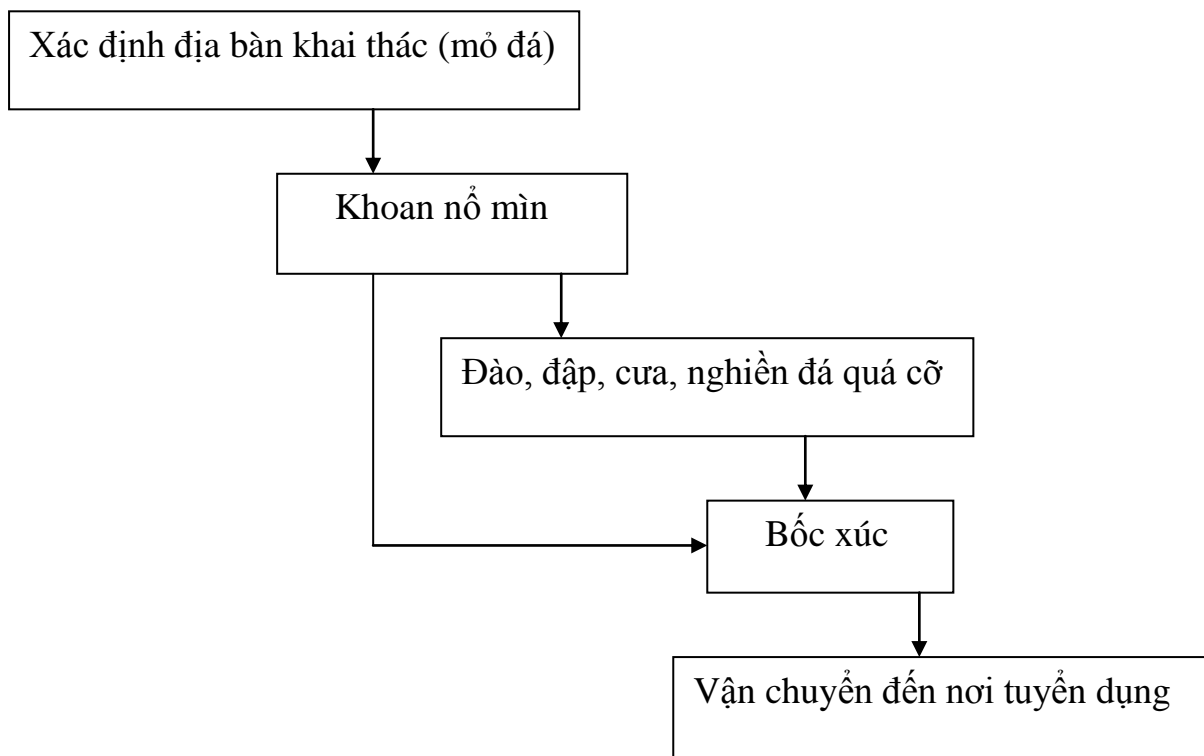 Xác định địa bàn khai thác (mỏ đá)
Khoan nổ mìn
Đào, đập, cưa, nghiền đá quá cỡ
Bốc xúc
Vận chuyển đến nơi tuyển dụng